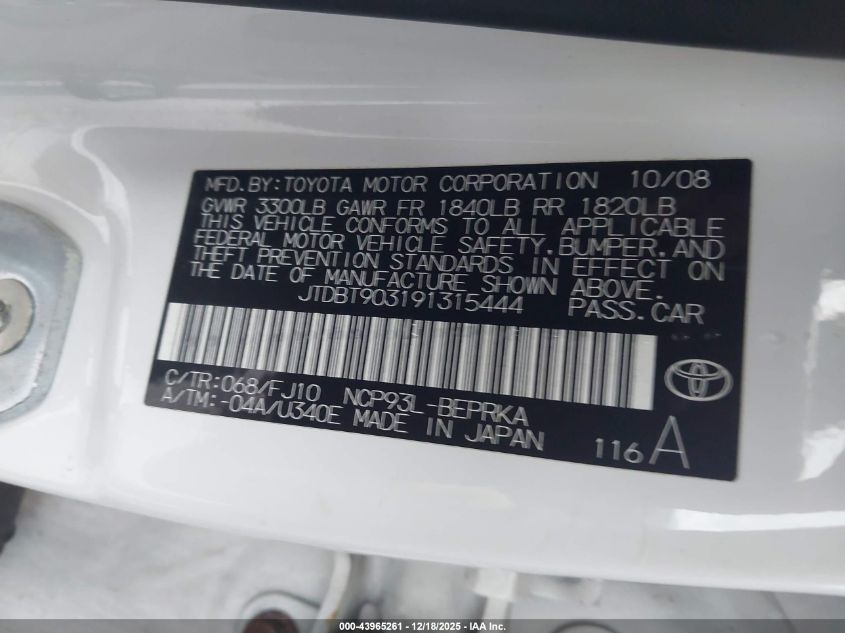 MFD.BY:TOYOTA MOTOR CORPORATION 10/08
GVWR 3300LB GAWR FR 1840LB RR 1820LB
THIS VEHICLE CONFORMS TO ALL APPLICABLE
FEDERAL MOTOR VEHICLE SAFETY,BUMPER,AND
THEFT PREVENTION STANDARDS IN EFFECT ON
THE DATE OF MANUFACTURE SHOWN ABOVE.
JTDBT903191315444 PASS.CAR
C/TR:068/FJ10 NCP93L-BEPRKA
A/TM:-04A/U340E MADE IN JAPAN
116A
000-43965261 - 12/18/2025 - IAA Inc.